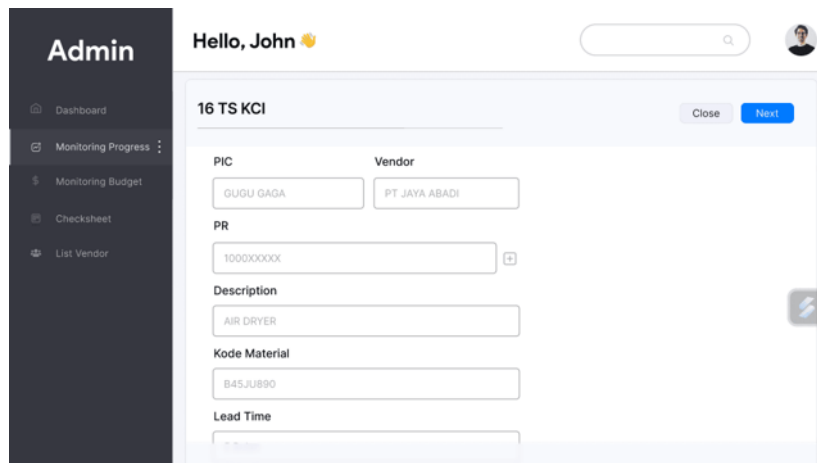 Admin
Hello, John 👋
Dashboard
Monitoring Progress
Monitoring Budget
Checksheet
List Vendor
16 TS KCI
Close
Next
PIC
Vendor
GUGU GAGA
PT JAYA ABADI
PR
1000XXXXX
Description
AIR DRYER
Kode Material
B45JU890
Lead Time